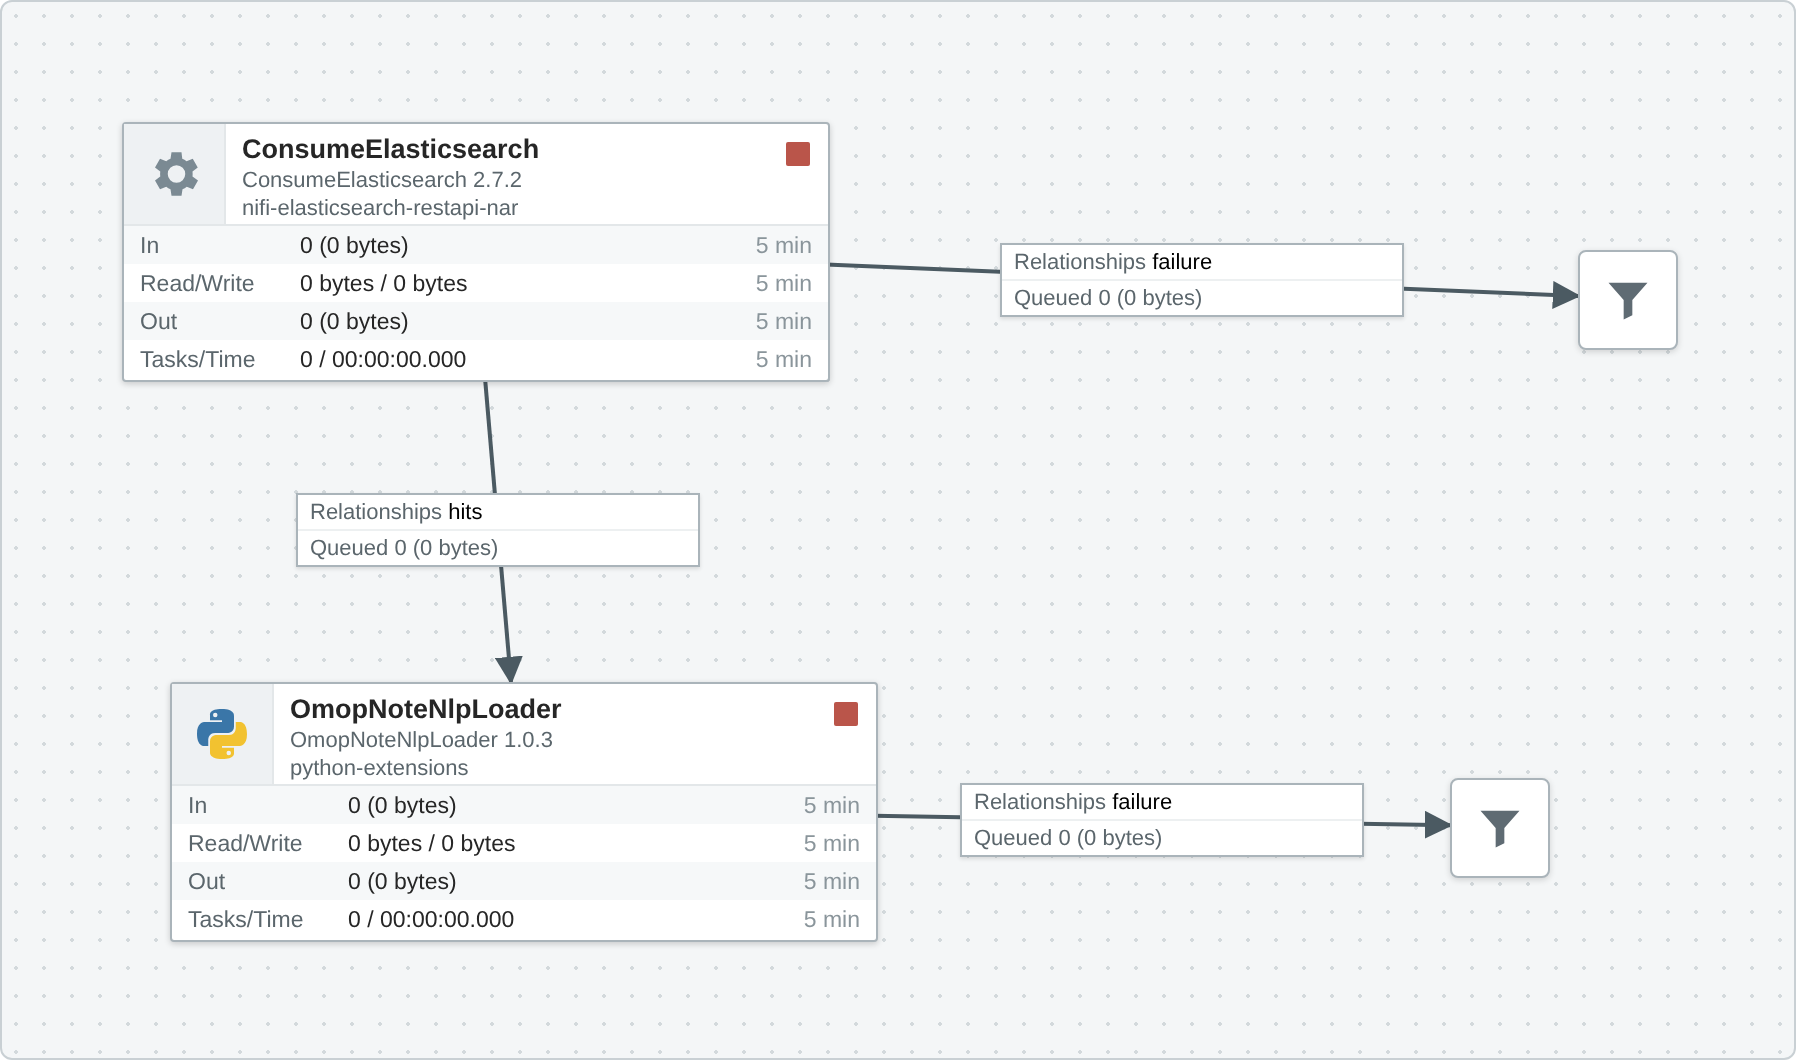 ConsumeElasticsearch
ConsumeElasticsearch 2.7.2
nifi-elasticsearch-restapi-nar
In 0 (0 bytes) 5 min
Read/Write 0 bytes / 0 bytes 5 min
Out 0 (0 bytes) 5 min
Tasks/Time 0 / 00:00:00.000 5 min
Relationships failure
Queued 0 (0 bytes)
Relationships hits
Queued 0 (0 bytes)
OmopNoteNlpLoader
OmopNoteNlpLoader 1.0.3
python-extensions
In 0 (0 bytes) 5 min
Read/Write 0 bytes / 0 bytes 5 min
Out 0 (0 bytes) 5 min
Tasks/Time 0 / 00:00:00.000 5 min
Relationships failure
Queued 0 (0 bytes)